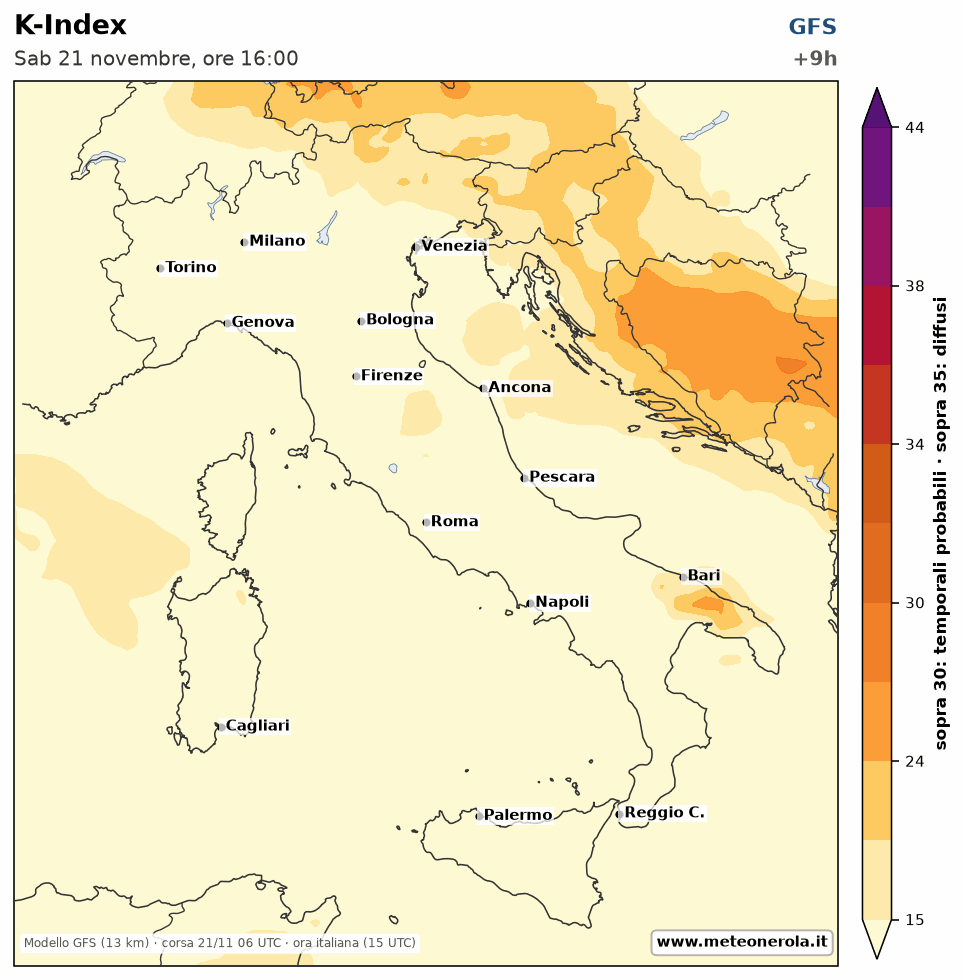 K-Index
GFS
Sab 21 novembre, ore 16:00
+9h
Milano
Venezia
Torino
Genova
Bologna
Firenze
Ancona
Pescara
Roma
Bari
Napoli
Cagliari
Palermo
Reggio C.
44
38
34
30
24
15
sopra 30: temporali probabili · sopra 35: diffusi
Modello GFS (13 km) · corsa 21/11 06 UTC · ora italiana (15 UTC)
www.meteonerola.it